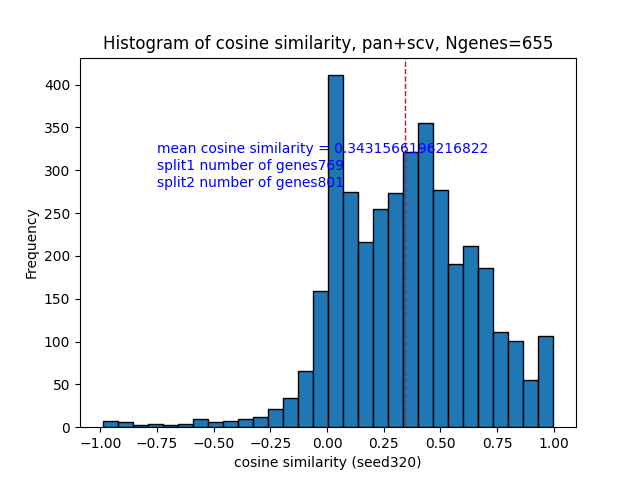 Histogram of cosine similarity, pan+scv, Ngenes=655
400
350
300
250
200
150
100
50
0
Frequency
mean cosine similarity = 0.3431566196216822
split1 number of genes769
split2 number of genes801
−1.00 −0.75 −0.50 −0.25 0.00 0.25 0.50 0.75 1.00
cosine similarity (seed320)